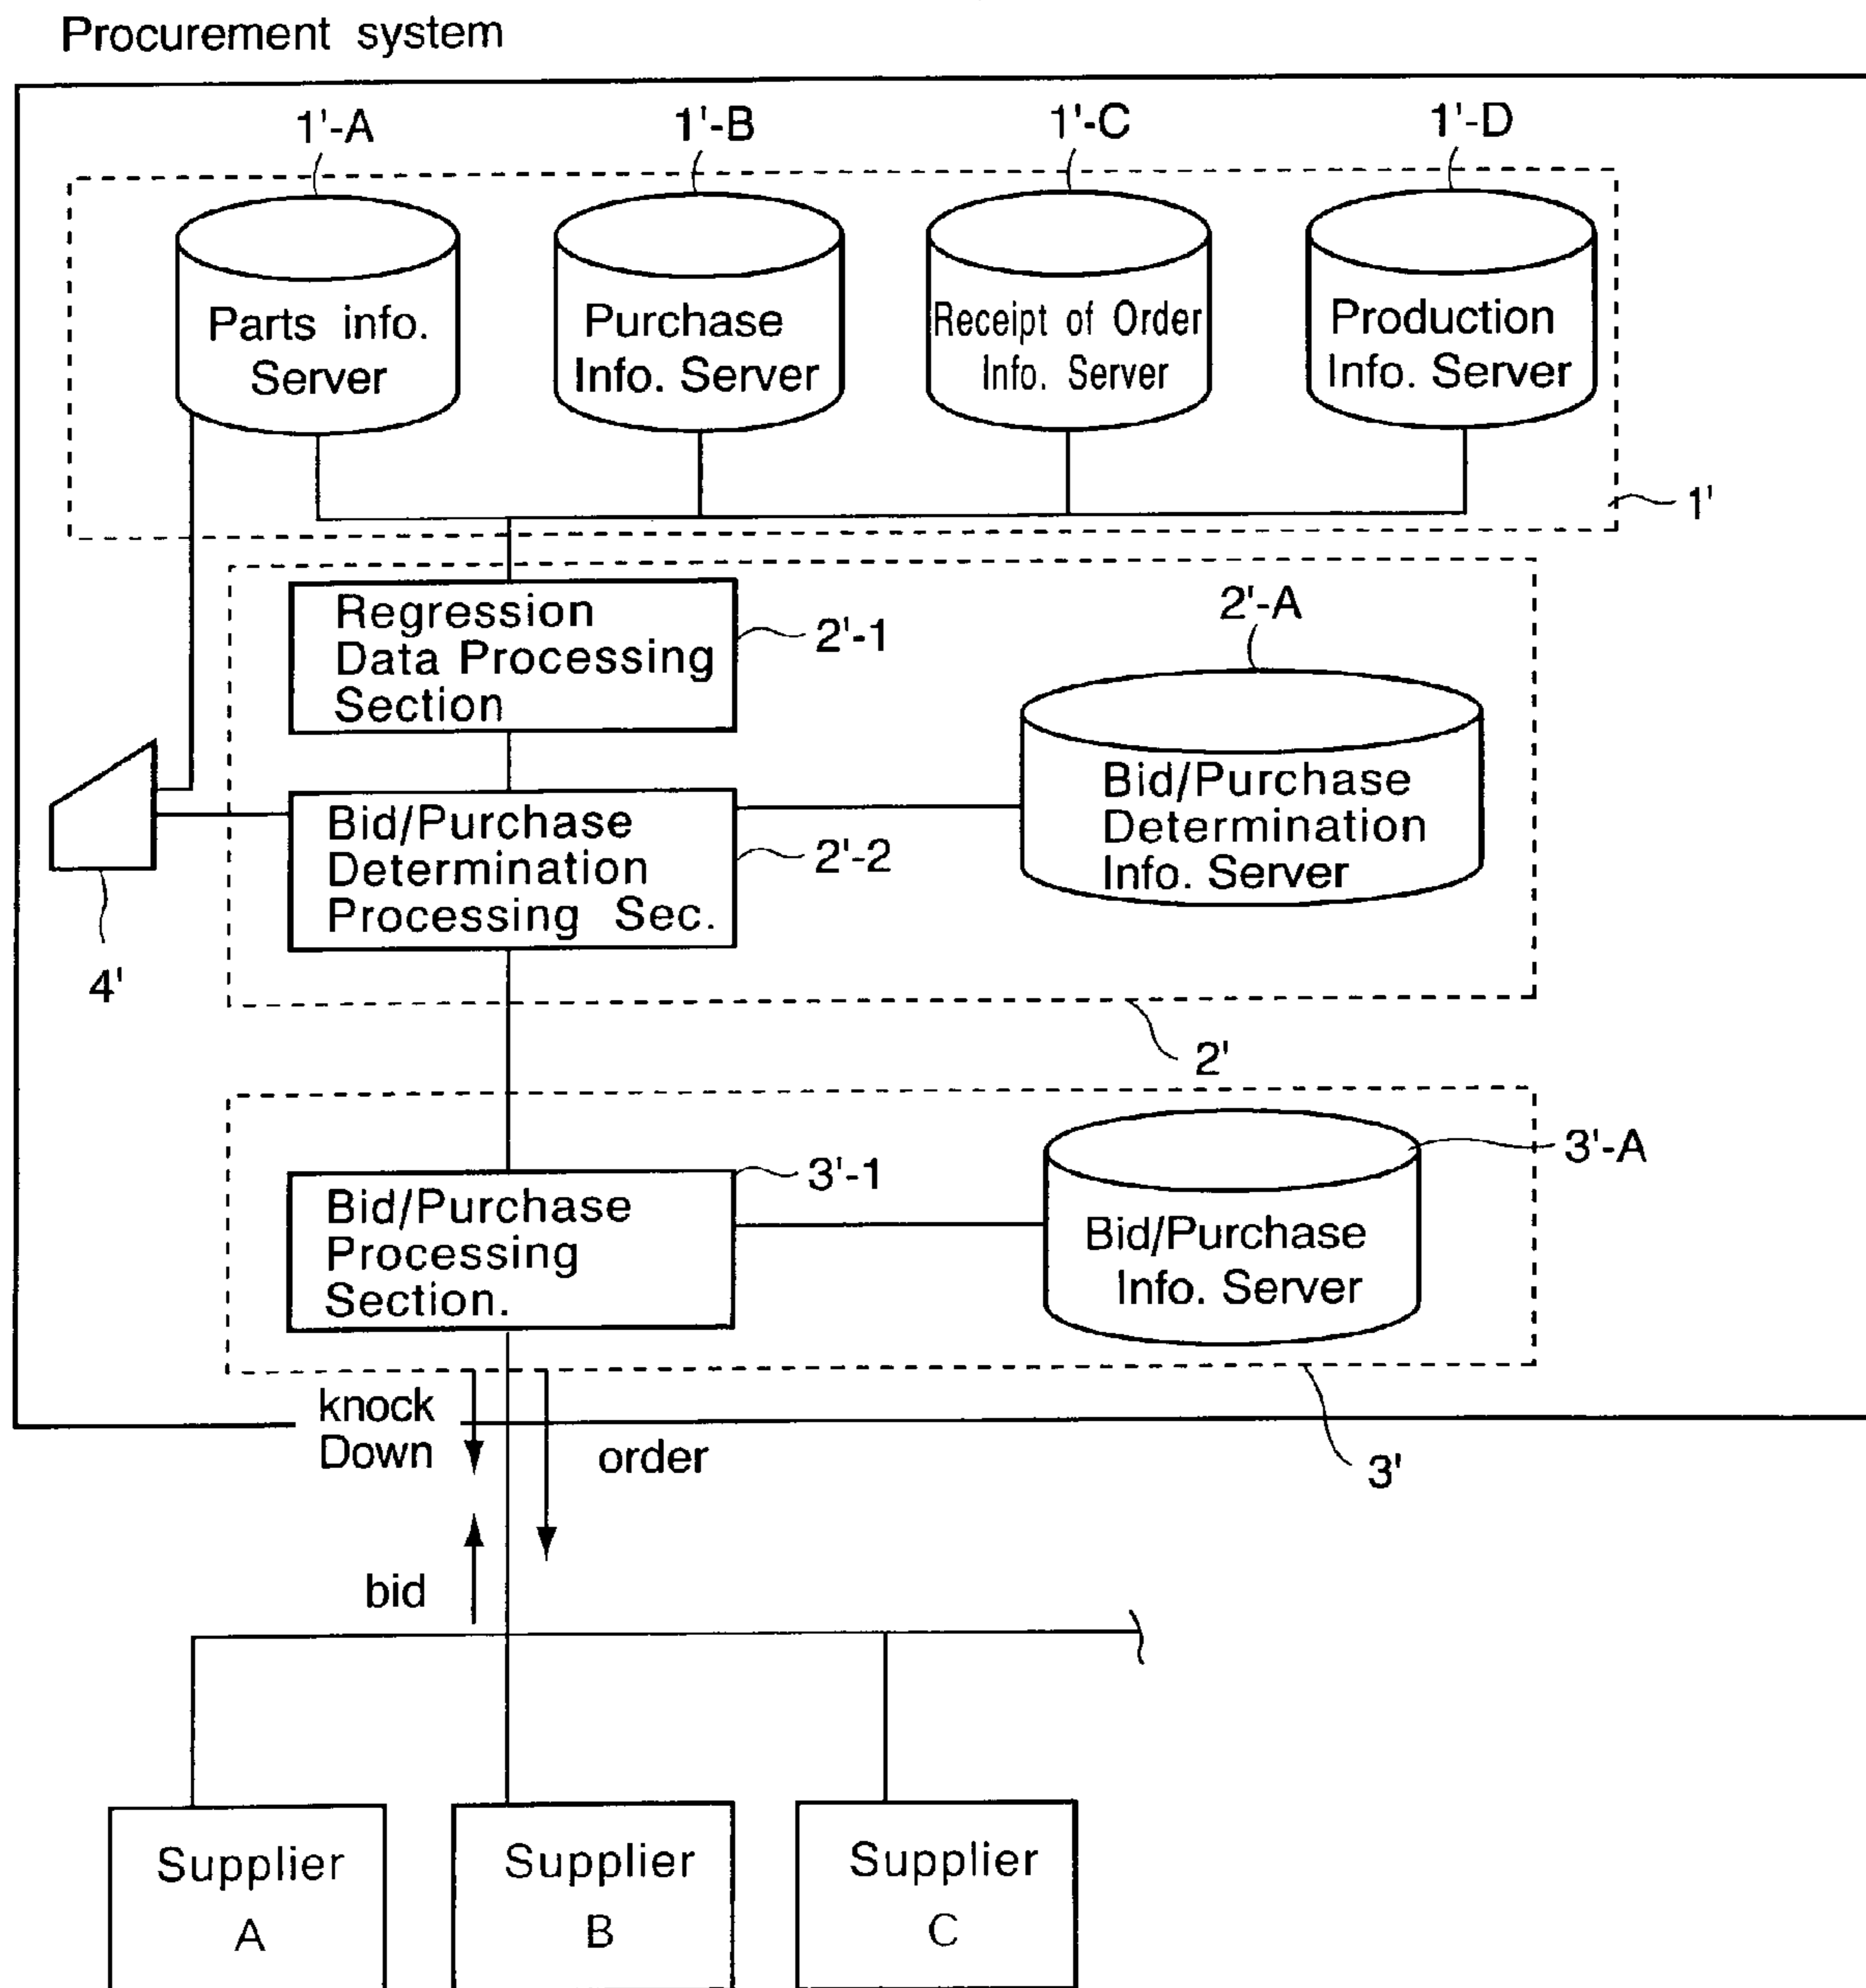 Procurement system
1'-A
1'-B
1'-C
1'-D
Parts info.
Server
Purchase
Info. Server
Receipt of Order
Info. Server
Production
Info. Server
1'
Regression
Data Processing
Section
2'-1
2'-A
Bid/Purchase
Determination
Processing Sec.
2'-2
Bid/Purchase
Determination
Info. Server
4'
2'
3'-1
3'-A
Bid/Purchase
Processing
Section.
Bid/Purchase
Info. Server
knock
Down
order
3'
bid
Supplier
A
Supplier
B
Supplier
C